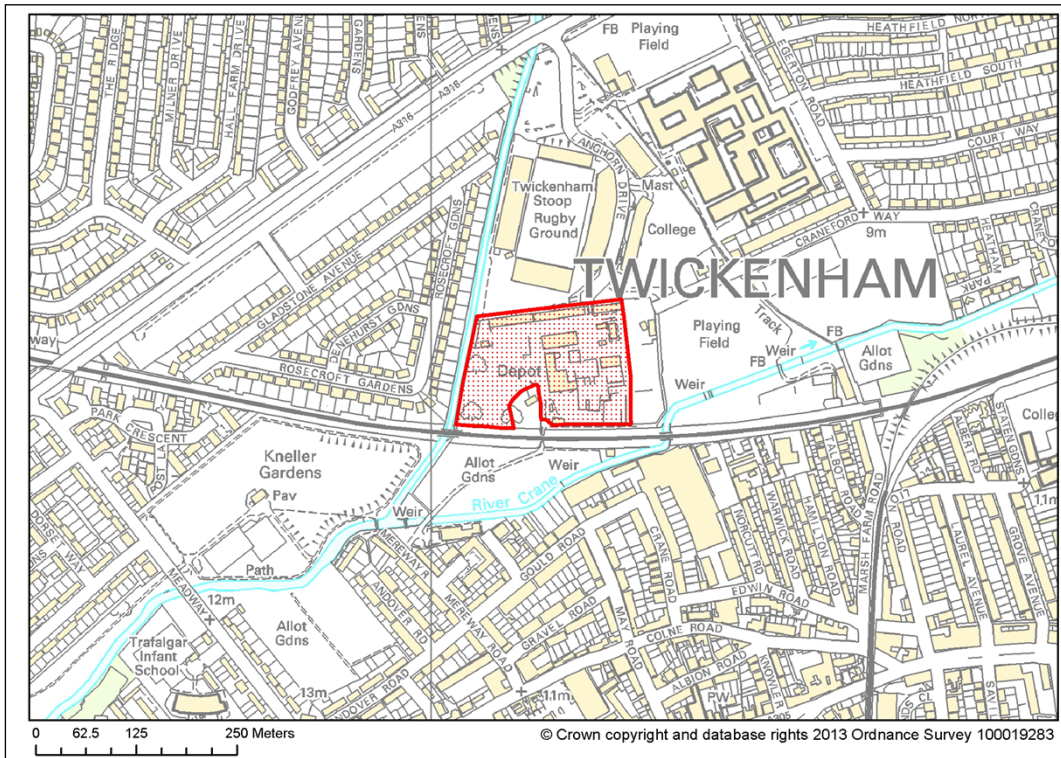 FB
Playing
Field
HEATHFIELD NORTH
HEATHFIELD SOUTH
COURT WAY
EGERTON ROAD
THE RIDGE
MILNER DRIVE
HALL FARM DRIVE
GODFREY AVENUE
GARDENS
A316
A316
Twickenham
Stoop
Rugby
Ground
LANGHORN DRIVE
Mast
College
CRANEFORD WAY
9m
HEATHAM
PARK
TWICKENHAM
ROSECROFT GDNS
GLADSTONE AVENUE
DENEHURST GDNS
ROSECROFT GARDENS
Depot
Playing
Field
Track
Weir
FB
FB
Weir
Allot
Gdns
PARK
CRESCENT
Kneller
Gardens
Pav
Allot
Gdns
Weir
River Crane
Weir
Path
MEREWAY
MEADWAY
12m
Allot
Gdns
Trafalgar
Infant
School
13m
ANDOVER RD
ANDOVER ROAD
MEREWAY ROAD
GOULD ROAD
GRAVEL ROAD
CRANE ROAD
MAY ROAD
NORCUTT RD
WARWICK ROAD
HAMILTON ROAD
TALBOT ROAD
MARSH FARM ROAD
EDWIN ROAD
COLNE ROAD
ALBION ROAD
11m
PW
A305
ALBERT RD
LAUREL AVENUE
GROVE AVENUE
11m
0 62.5 125 250 Meters
© Crown copyright and database rights 2013 Ordnance Survey 100019283